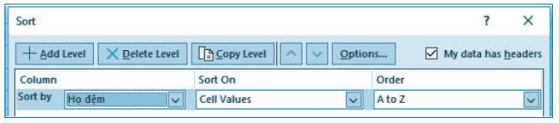 Sort ? ×
Add Level Delete Level Copy Level Options... My data has headers
Column Sort On Order
Sort by Họ đệm Cell Values A to Z